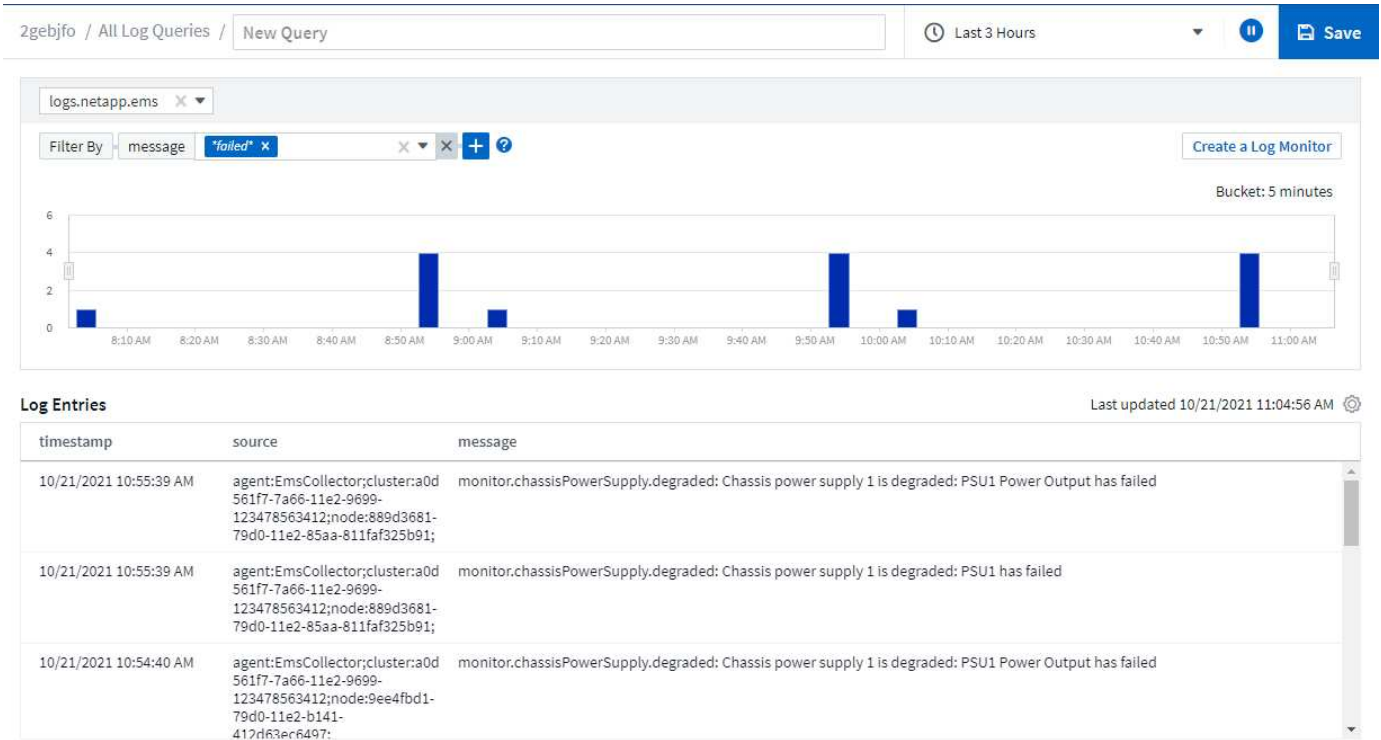 2gebjfo / All Log Queries / New Query Last 3 Hours Save
logs.netapp.ems
Filter By message *failed* Create a Log Monitor
Bucket: 5 minutes
6
4
2
0
8:10 AM 8:20 AM 8:30 AM 8:40 AM 8:50 AM 9:00 AM 9:10 AM 9:20 AM 9:30 AM 9:40 AM 9:50 AM 10:00 AM 10:10 AM 10:20 AM 10:30 AM 10:40 AM 10:50 AM 11:00 AM
Log Entries Last updated 10/21/2021 11:04:56 AM
timestamp source message
10/21/2021 10:55:39 AM agent:EmsCollector;cluster:a0d monitor.chassisPowerSupply.degraded: Chassis power supply 1 is degraded: PSU1 Power Output has failed
561f7-7a66-11e2-9699-
123478563412;node:889d3681-
79d0-11e2-85aa-811faf325b91;
10/21/2021 10:55:39 AM agent:EmsCollector;cluster:a0d monitor.chassisPowerSupply.degraded: Chassis power supply 1 is degraded: PSU1 has failed
561f7-7a66-11e2-9699-
123478563412;node:889d3681-
79d0-11e2-85aa-811faf325b91;
10/21/2021 10:54:40 AM agent:EmsCollector;cluster:a0d monitor.chassisPowerSupply.degraded: Chassis power supply 1 is degraded: PSU1 Power Output has failed
561f7-7a66-11e2-9699-
123478563412;node:9ee4fbd1-
79d0-11e2-b141-
412d63ec6497;